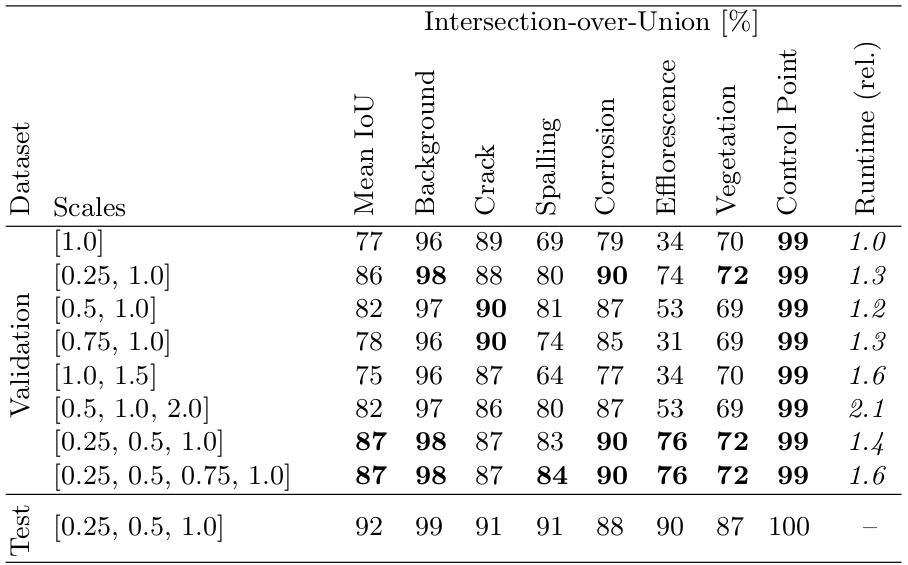 Intersection-over-Union [%]
Dataset Scales Mean IoU Background Crack Spalling Corrosion Efflorescence Vegetation Control Point Runtime (rel.)
Validation
[1.0] 77 96 89 69 79 34 70 99 1.0
[0.25, 1.0] 86 98 88 80 90 74 72 99 1.3
[0.5, 1.0] 82 97 90 81 87 53 69 99 1.2
[0.75, 1.0] 78 96 90 74 85 31 69 99 1.3
[1.0, 1.5] 75 96 87 64 77 34 70 99 1.6
[0.5, 1.0, 2.0] 82 97 86 80 87 53 69 99 2.1
[0.25, 0.5, 1.0] 87 98 87 83 90 76 72 99 1.4
[0.25, 0.5, 0.75, 1.0] 87 98 87 84 90 76 72 99 1.6
Test [0.25, 0.5, 1.0] 92 99 91 91 88 90 87 100 –